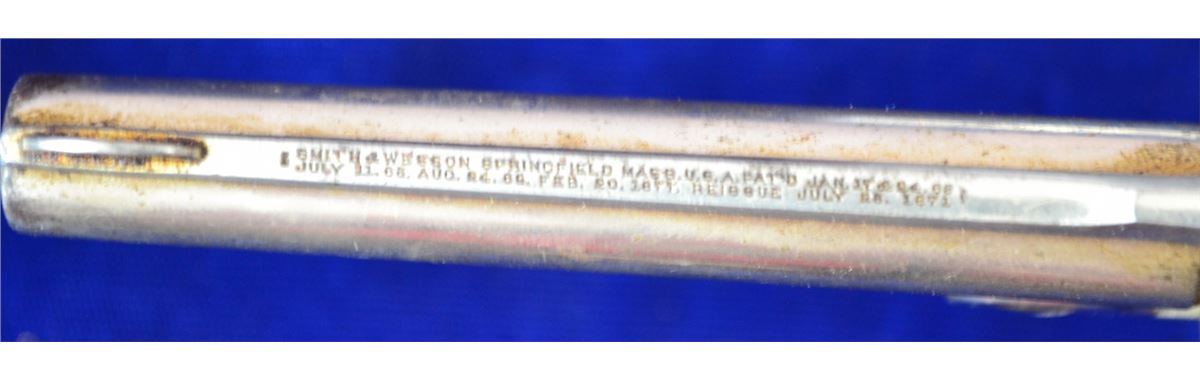 SMITH & WESSON SPRINGFIELD MASS. U.S.A. PAT'D JAN. 17 & 24. 65.
JULY 11. 65. AUG. 24. 69. FEB. 20. 1877. REISSUE JULY 25. 1871